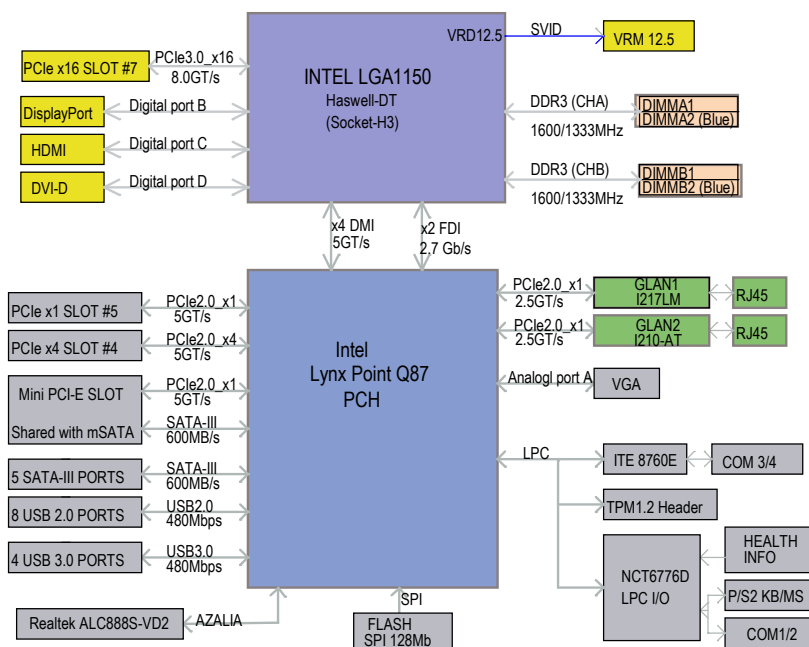 VRD12.5
SVID
VRM 12.5
PCIe x16 SLOT #7
PCIe3.0_x16
8.0GT/s
INTEL LGA1150
Haswell-DT
(Socket-H3)
DisplayPort
Digital port B
HDMI
Digital port C
DVI-D
Digital port D
DDR3 (CHA)
1600/1333MHz
DIMMA1
DIMMA2 (Blue)
DDR3 (CHB)
1600/1333MHz
DIMMB1
DIMMB2 (Blue)
x4 DMI
5GT/s
x2 FDI
2.7 Gb/s
PCIe x1 SLOT #5
PCIe2.0_x1
5GT/s
PCIe x4 SLOT #4
PCIe2.0_x4
5GT/s
Mini PCI-E SLOT
Shared with mSATA
PCIe2.0_x1
5GT/s
SATA-III
600MB/s
5 SATA-III PORTS
SATA-III
600MB/s
8 USB 2.0 PORTS
USB2.0
480Mbps
4 USB 3.0 PORTS
USB3.0
480Mbps
Intel
Lynx Point Q87
PCH
PCIe2.0_x1
2.5GT/s
GLAN1
I217LM
RJ45
PCIe2.0_x1
2.5GT/s
GLAN2
I210-AT
RJ45
Analogl port A
VGA
LPC
ITE 8760E
COM 3/4
TPM1.2 Header
NCT6776D
LPC I/O
HEALTH
INFO
P/S2 KB/MS
COM1/2
Realtek ALC888S-VD2
AZALIA
SPI
FLASH
SPI 128Mb